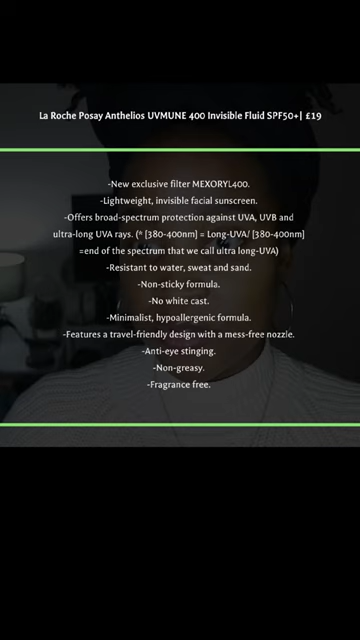 La Roche Posay Anthelios UVMUNE 400 Invisible Fluid SPF50+| £19
-New exclusive filter MEXORYL400.
-Lightweight, invisible facial sunscreen.
-Offers broad-spectrum protection against UVA, UVB and
ultra-long UVA rays. (* [380-400nm] = Long-UVA/ [380-400nm]
=end of the spectrum that we call ultra long-UVA)
-Resistant to water, sweat and sand.
-Non-sticky formula.
-No white cast.
-Minimalist, hypoallergenic formula.
-Features a travel-friendly design with a mess-free nozzle.
-Anti-eye stinging.
-Non-greasy.
-Fragrance free.